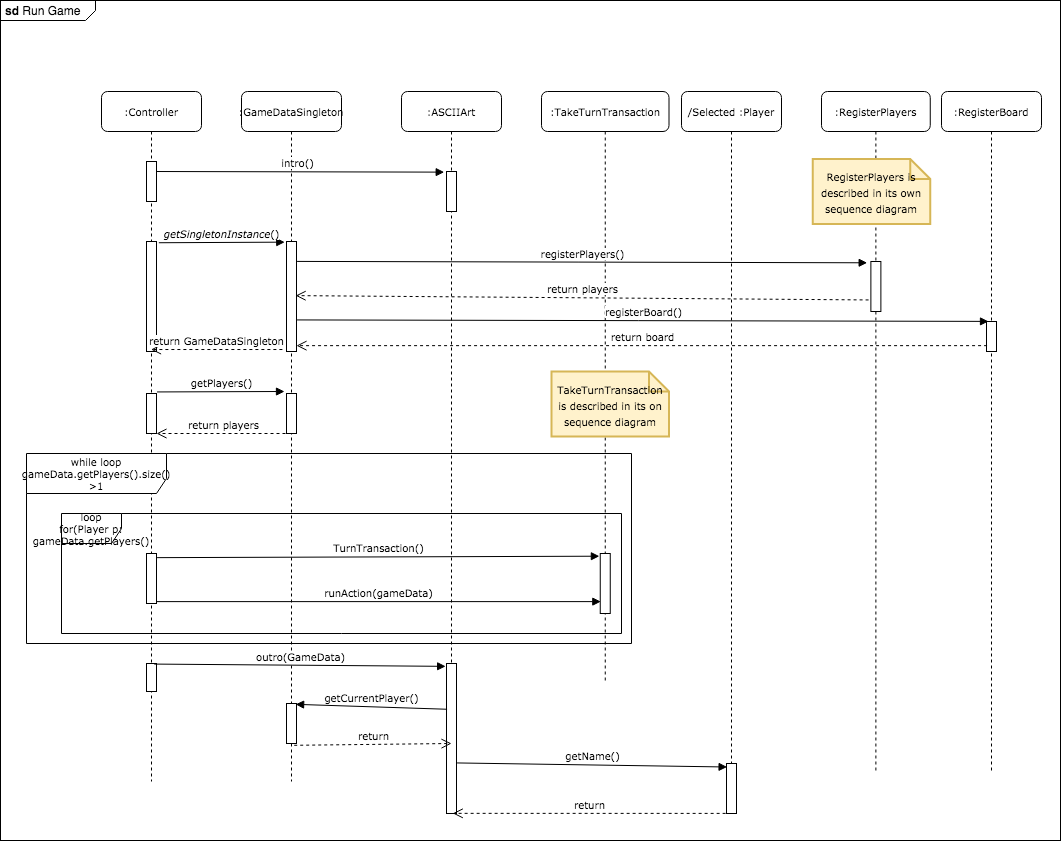 sd Run Game
:Controller
:GameDataSingleton
:ASCIIArt
:TakeTurnTransaction
/Selected :Player
:RegisterPlayers
:RegisterBoard
intro()
RegisterPlayers is
described in its own
sequence diagram
getSingletonInstance()
registerPlayers()
return players
registerBoard()
return board
return GameDataSingleton
getPlayers()
TakeTurnTransaction
is described in its on
sequence diagram
return players
while loop
gameData.getPlayers().size()
>1
loop
for(Player p:
gameData.getPlayers()
TurnTransaction()
runAction(gameData)
outro(GameData)
getCurrentPlayer()
return
getName()
return